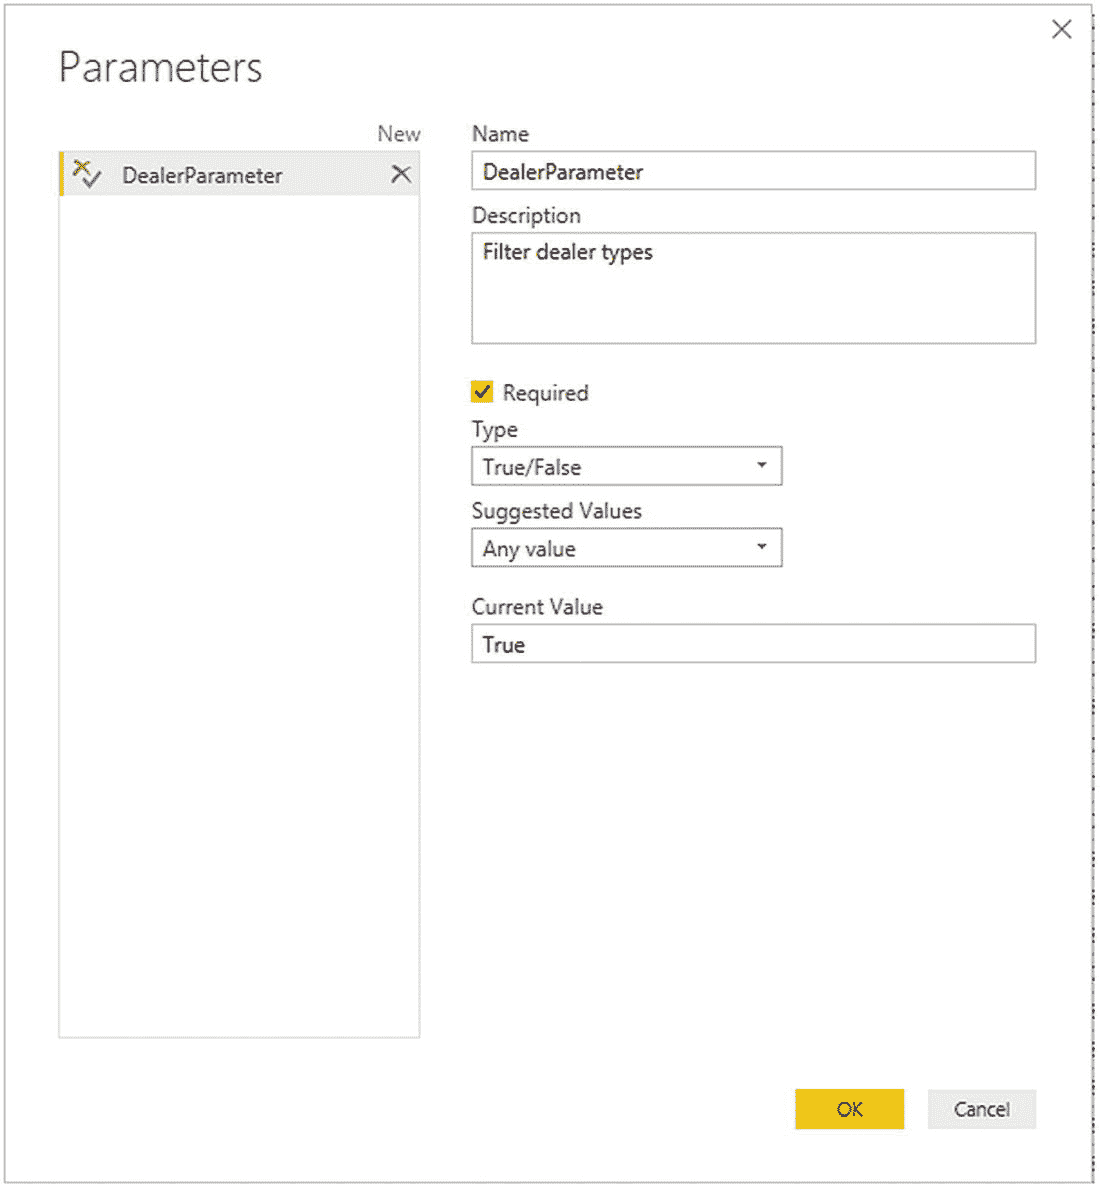 Parameters
New
DealerParameter
Name
DealerParameter
Description
Filter dealer types
Required
Type
True/False
Suggested Values
Any value
Current Value
True
OK
Cancel